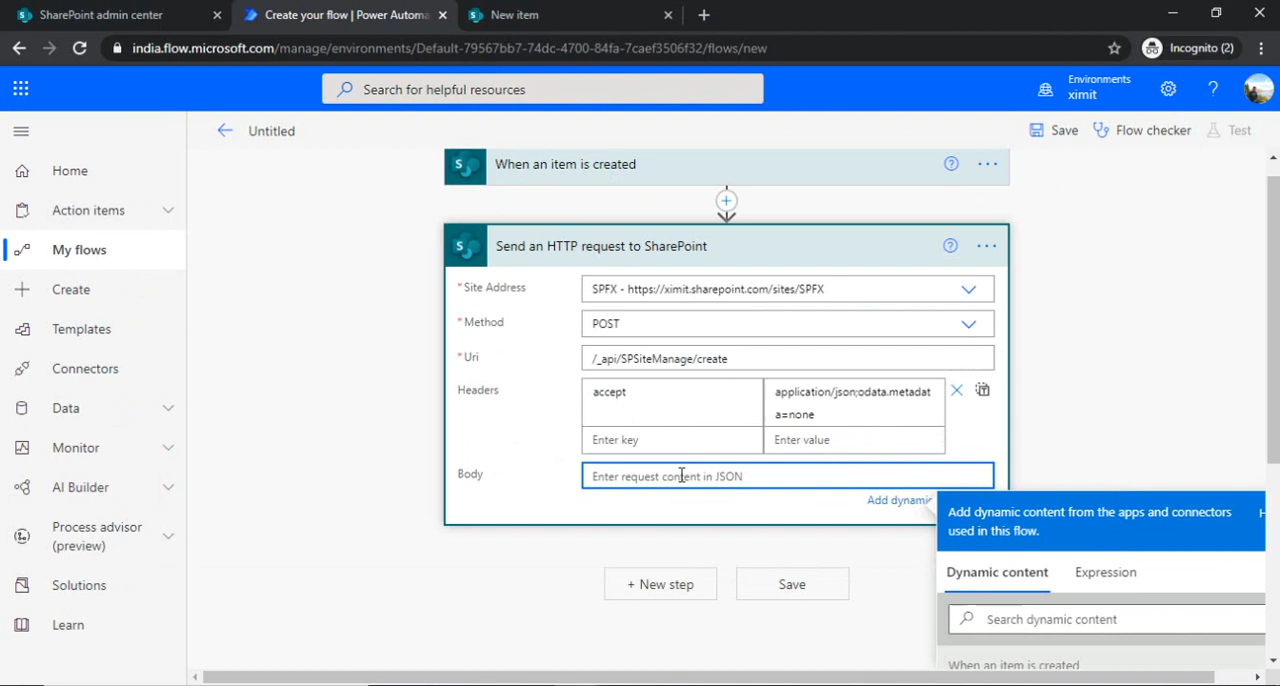 SharePoint admin center
Create your flow | Power Automa
New item
india.flow.microsoft.com/manage/environments/Default-79567bb7-74dc-4700-84fa-7caef3506f32/flows/new
Incognito (2)
Search for helpful resources
Environments
ximit
Untitled
Save
Flow checker
Test
Home
Action items
My flows
Create
Templates
Connectors
Data
Monitor
AI Builder
Process advisor
(preview)
Solutions
Learn
When an item is created
Send an HTTP request to SharePoint
* Site Address
SPFX - https://ximit.sharepoint.com/sites/SPFX
* Method
POST
* Uri
/_api/SPSiteManage/create
Headers
accept
application/json;odata.metadat
a=none
Enter key
Enter value
Body
Enter request content in JSON
Add dynamic
+ New step
Save
Add dynamic content from the apps and connectors
used in this flow.
H
Dynamic content
Expression
Search dynamic content
When an item is created